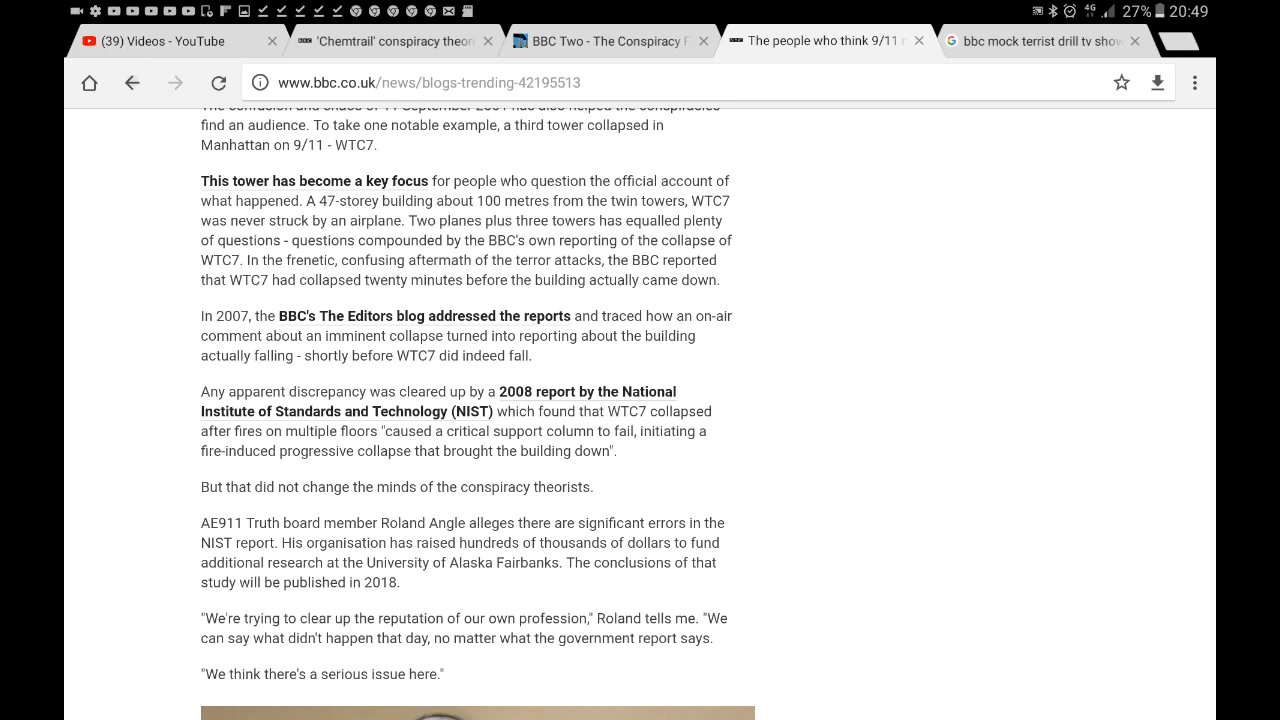 4G 27% 20:49
(39) Videos - YouTube
'Chemtrail' conspiracy theori
BBC Two - The Conspiracy F
The people who think 9/11
bbc mock terrist drill tv show
www.bbc.co.uk/news/blogs-trending-42195513
find an audience. To take one notable example, a third tower collapsed in
Manhattan on 9/11 - WTC7.
This tower has become a key focus for people who question the official account of
what happened. A 47-storey building about 100 metres from the twin towers, WTC7
was never struck by an airplane. Two planes plus three towers has equalled plenty
of questions - questions compounded by the BBC's own reporting of the collapse of
WTC7. In the frenetic, confusing aftermath of the terror attacks, the BBC reported
that WTC7 had collapsed twenty minutes before the building actually came down.
In 2007, the BBC's The Editors blog addressed the reports and traced how an on-air
comment about an imminent collapse turned into reporting about the building
actually falling - shortly before WTC7 did indeed fall.
Any apparent discrepancy was cleared up by a 2008 report by the National
Institute of Standards and Technology (NIST) which found that WTC7 collapsed
after fires on multiple floors "caused a critical support column to fail, initiating a
fire-induced progressive collapse that brought the building down".
But that did not change the minds of the conspiracy theorists.
AE911 Truth board member Roland Angle alleges there are significant errors in the
NIST report. His organisation has raised hundreds of thousands of dollars to fund
additional research at the University of Alaska Fairbanks. The conclusions of that
study will be published in 2018.
"We're trying to clear up the reputation of our own profession," Roland tells me. "We
can say what didn't happen that day, no matter what the government report says.
"We think there's a serious issue here."